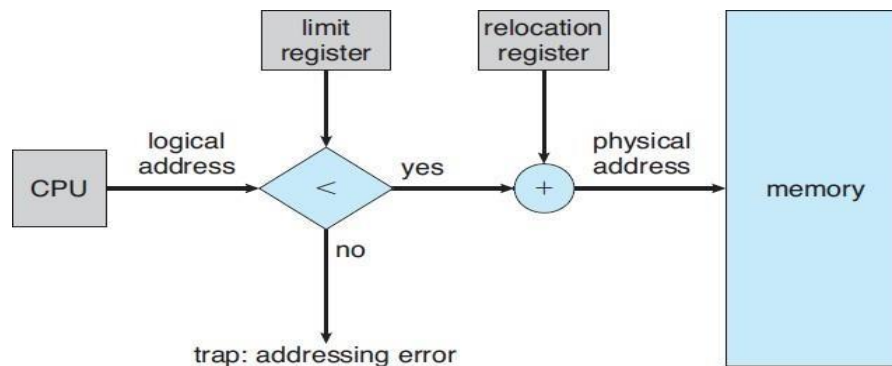 limit
register
relocation
register
logical
address
physical
address
CPU
<
yes
+
memory
no
trap: addressing error